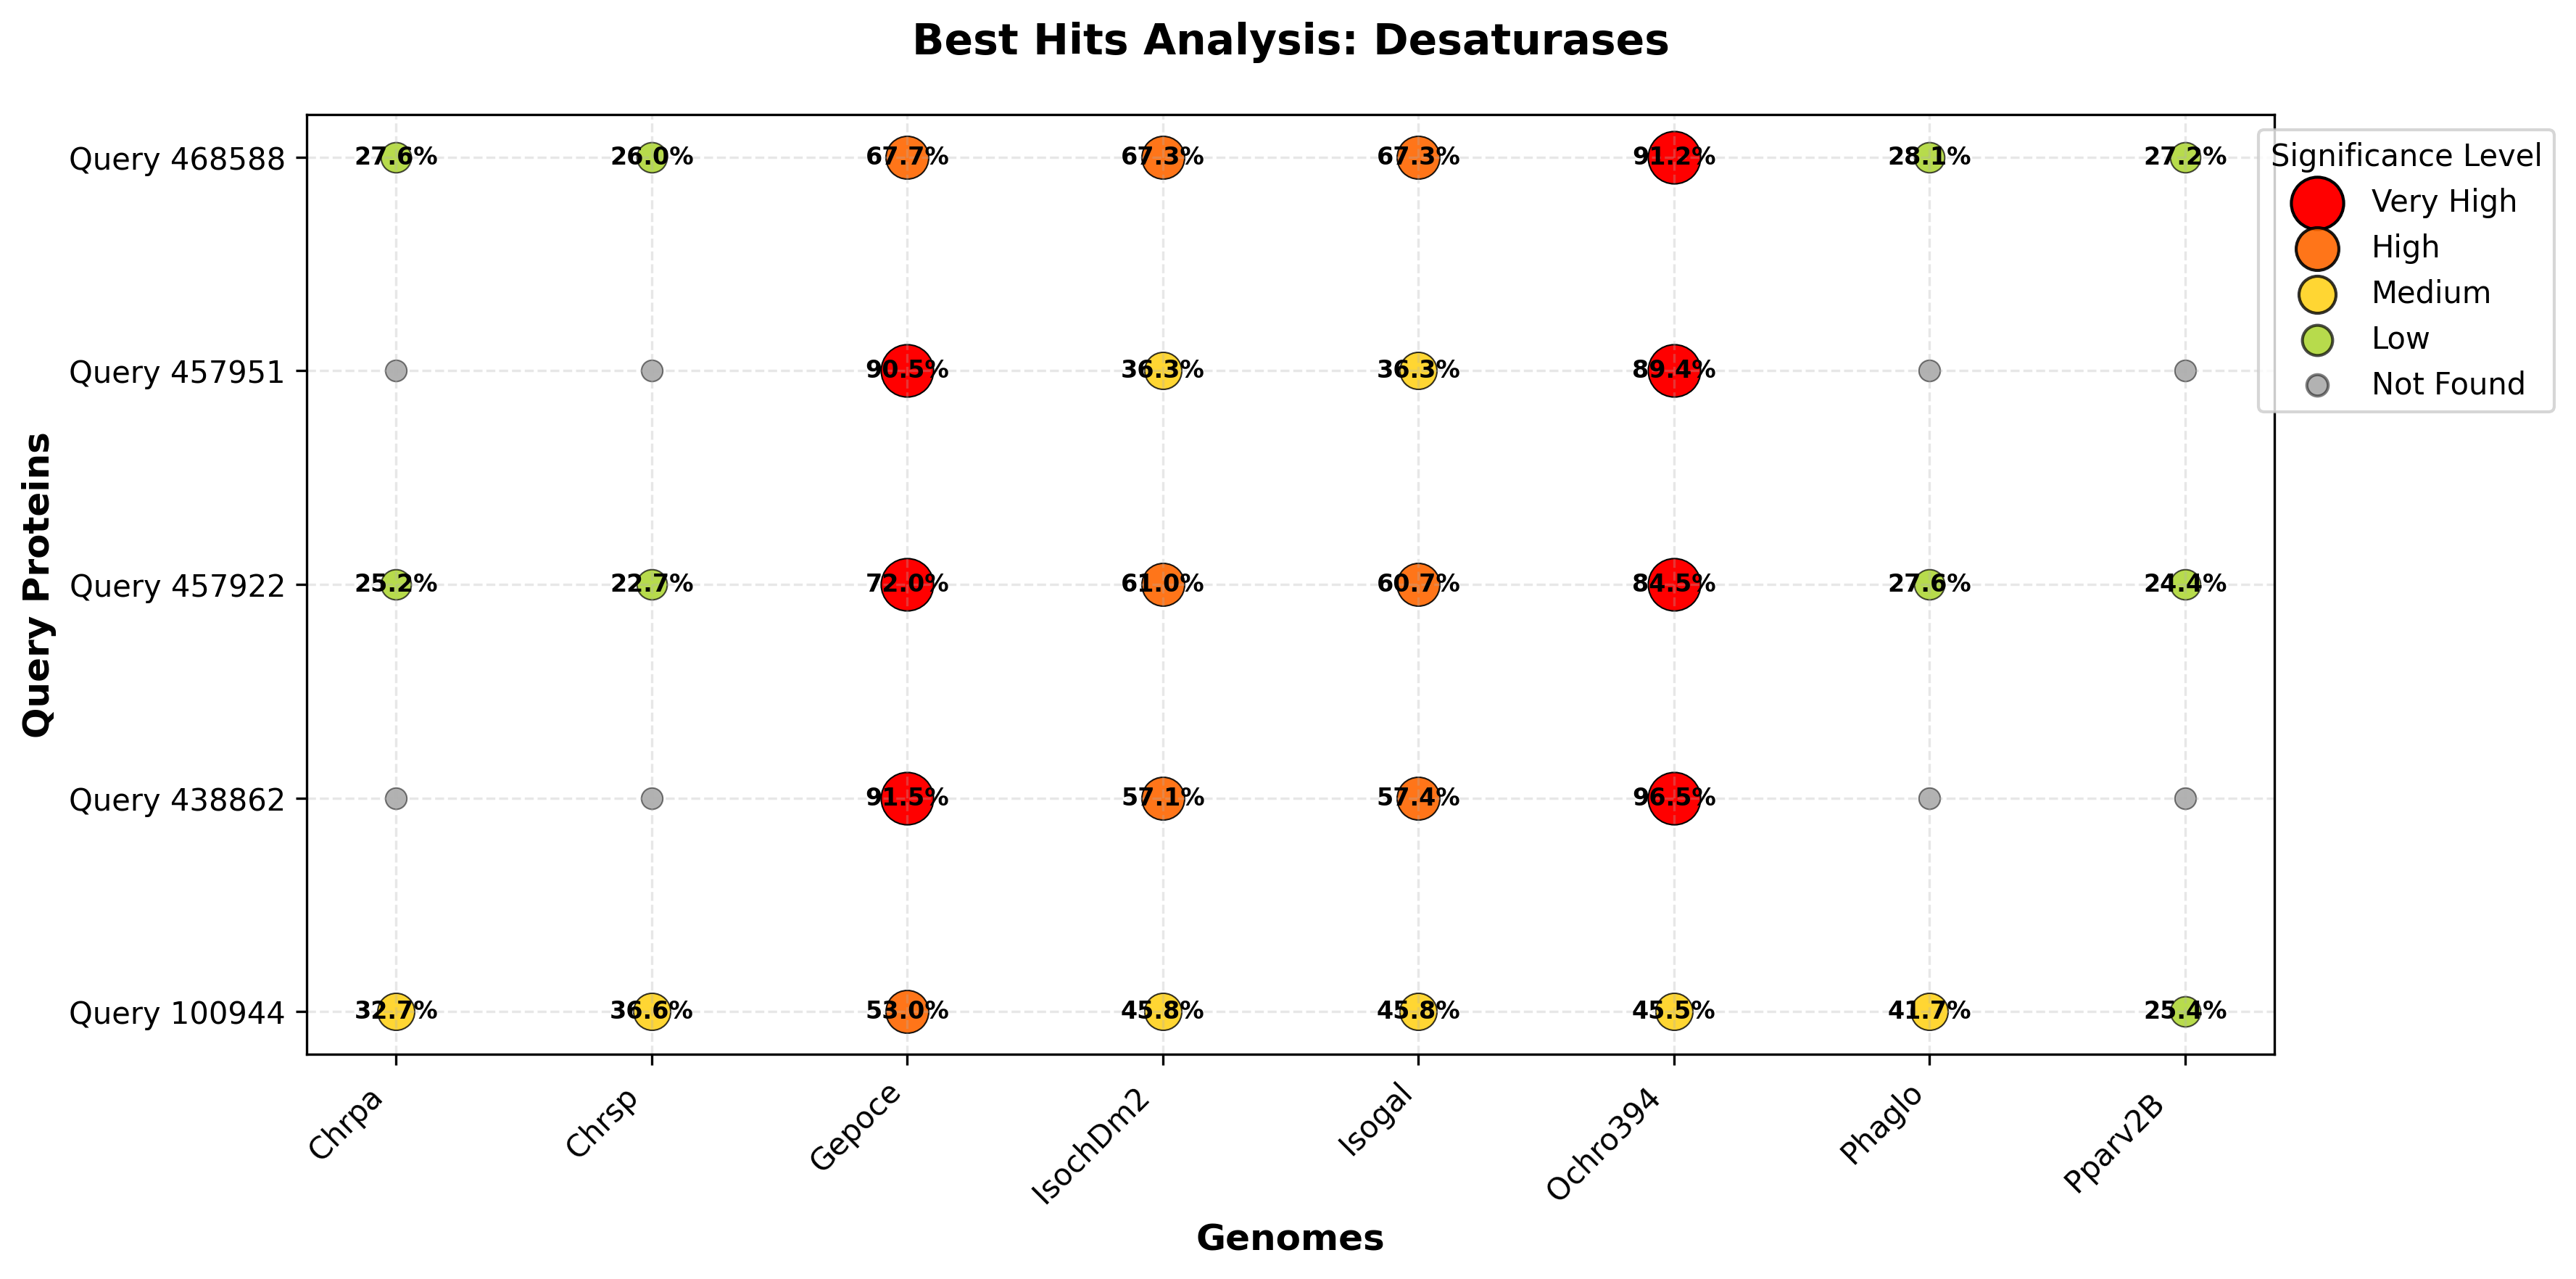 Best Hits Analysis: Desaturases
Query Proteins
Query 468588
27.6%
26.0%
67.7%
67.3%
67.3%
91.2%
28.1%
27.2%
Query 457951
90.5%
36.3%
36.3%
89.4%
Query 457922
25.2%
22.7%
72.0%
61.0%
60.7%
84.5%
27.6%
24.4%
Query 438862
91.5%
57.1%
57.4%
96.5%
Query 100944
32.7%
36.6%
53.0%
45.8%
45.8%
45.5%
41.7%
25.4%
Chrpa
Chrsp
Gepoce
IsochDm2
Isogal
Ochro394
Phaglo
Pparv2B
Genomes
Significance Level
Very High
High
Medium
Low
Not Found